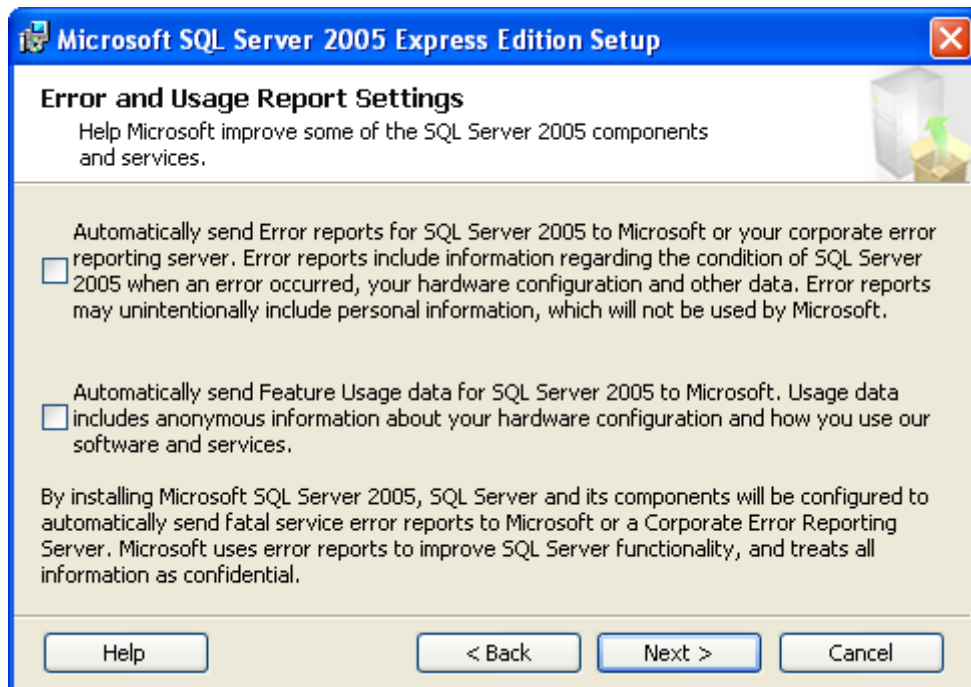 Microsoft SQL Server 2005 Express Edition Setup
Error and Usage Report Settings
Help Microsoft improve some of the SQL Server 2005 components
and services.
Automatically send Error reports for SQL Server 2005 to Microsoft or your corporate error
reporting server. Error reports include information regarding the condition of SQL Server
2005 when an error occurred, your hardware configuration and other data. Error reports
may unintentionally include personal information, which will not be used by Microsoft.
Automatically send Feature Usage data for SQL Server 2005 to Microsoft. Usage data
includes anonymous information about your hardware configuration and how you use our
software and services.
By installing Microsoft SQL Server 2005, SQL Server and its components will be configured to
automatically send fatal service error reports to Microsoft or a Corporate Error Reporting
Server. Microsoft uses error reports to improve SQL Server functionality, and treats all
information as confidential.
Help
< Back
Next >
Cancel